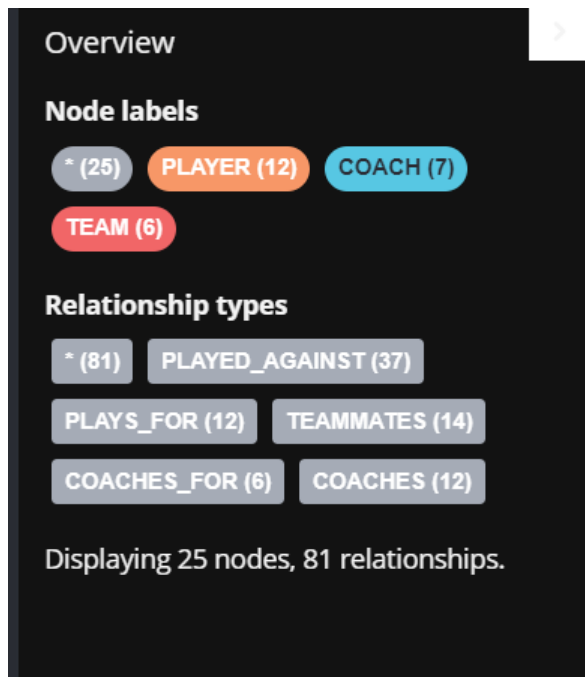 Overview
Node labels
* (25) PLAYER (12) COACH (7)
TEAM (6)
Relationship types
* (81) PLAYED_AGAINST (37)
PLAYS_FOR (12) TEAMMATES (14)
COACHES_FOR (6) COACHES (12)
Displaying 25 nodes, 81 relationships.